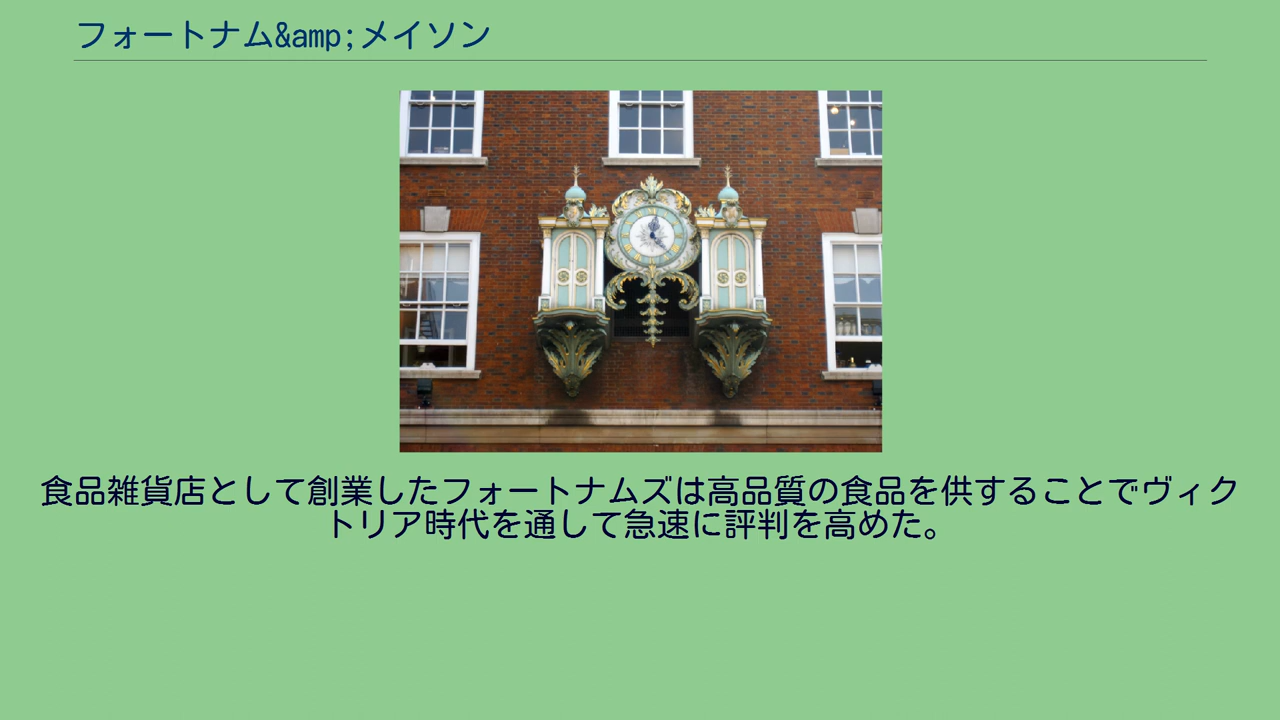 フォートナム&amp;メイソン
食品雑貨店として創業したフォートナムズは高品質の食品を供することでヴィク
トリア時代を通して急速に評判を高めた。